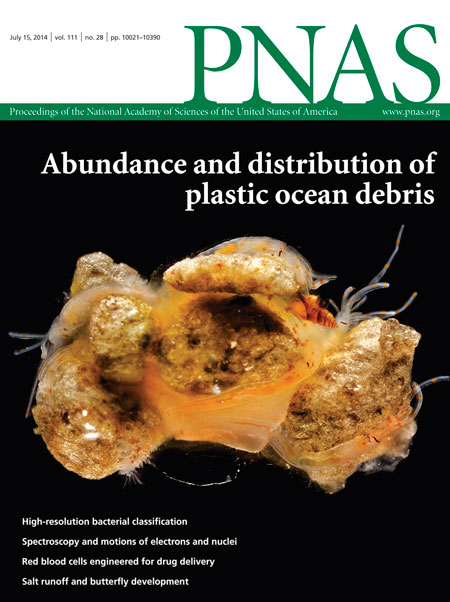 July 15, 2014 | vol. 111 | no. 28 | pp. 10021–10390
PNAS
Proceedings of the National Academy of Sciences of the United States of America www.pnas.org
Abundance and distribution of
plastic ocean debris
High-resolution bacterial classification
Spectroscopy and motions of electrons and nuclei
Red blood cells engineered for drug delivery
Salt runoff and butterfly development